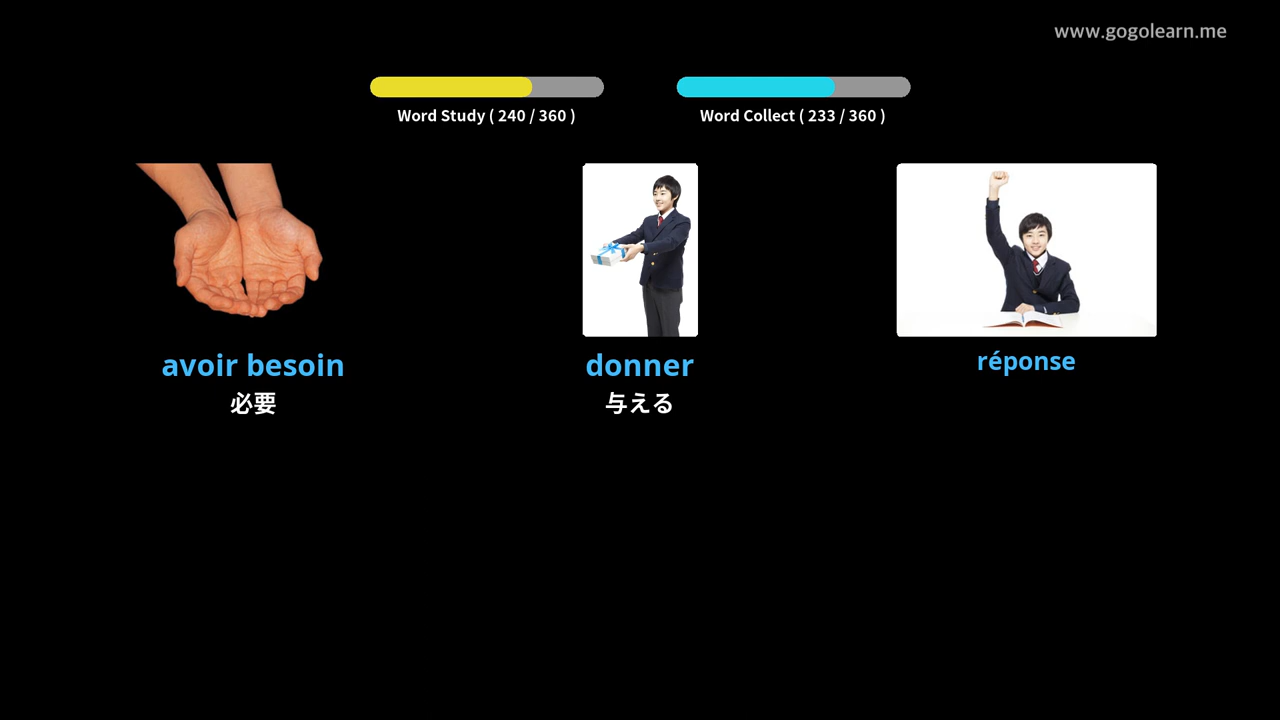 www.gogolearn.me
Word Study ( 240 / 360 )
Word Collect ( 233 / 360 )
avoir besoin
必要
donner
与える
réponse